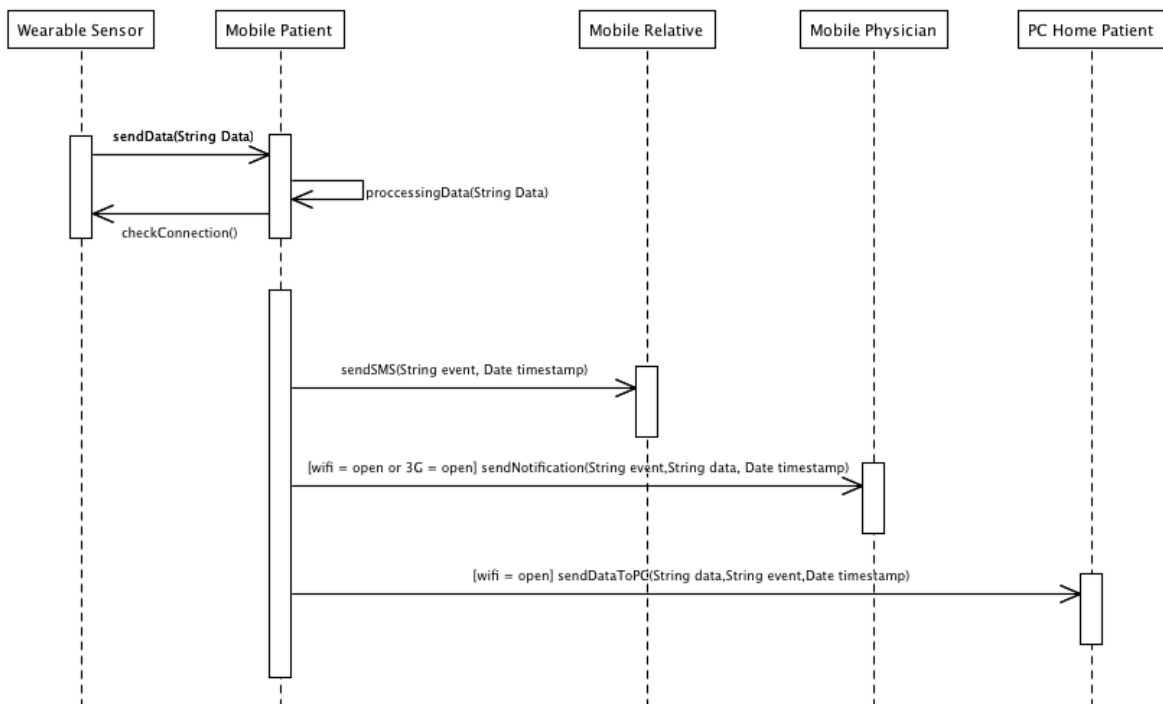 Wearable Sensor
Mobile Patient
Mobile Relative
Mobile Physician
PC Home Patient
sendData(String Data)
proccessingData(String Data)
checkConnection()
sendSMS(String event, Date timestamp)
[wifi = open or 3G = open] sendNotification(String event,String data, Date timestamp)
[wifi = open] sendDataToPC(String data,String event,Date timestamp)